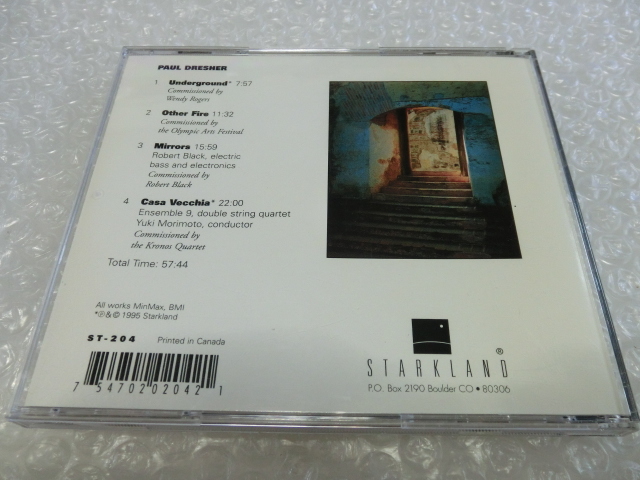 PAUL DRESHER
1 Underground* 7:57
Commissioned by
Wendy Rogers
2 Other Fire 11:32
Commissioned by
the Olympic Arts Festival
3 Mirrors 15:59
Robert Black, electric
bass and electronics
Commissioned by
Robert Black
4 Casa Vecchia* 22:00
Ensemble 9, double string quartet
Yuki Morimoto, conductor
Commissioned by
the Kronos Quartet
Total Time: 57:44
All works MinMax, BMI
*℗&© 1995 Starkland
ST-204 Printed in Canada
7 54702 02042 1
STARKLAND®
P.O. Box 2190 Boulder CO • 80306